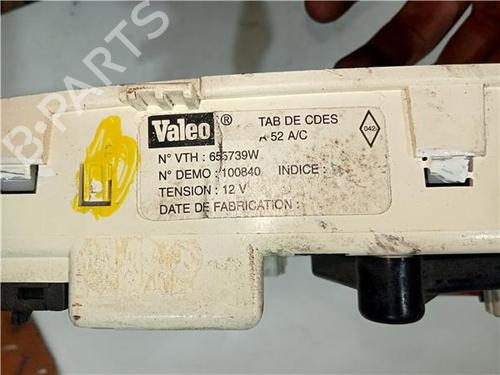 Valeo ® TAB DE CDES
A 52 A/C
042
N° VTH : 655739W
N° DEMO : 100840 INDICE :
TENSION : 12 V
DATE DE FABRICATION :
B-PARTS